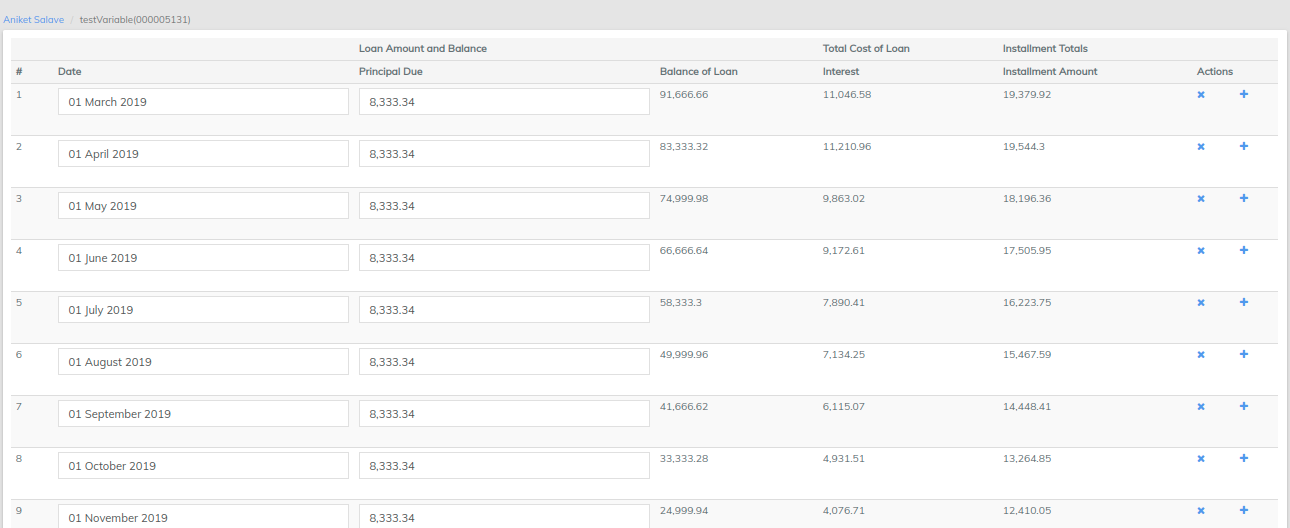 Aniket Salave / testVariable(000005131)
Loan Amount and Balance Total Cost of Loan Installment Totals
# Date Principal Due Balance of Loan Interest Installment Amount Actions
1 01 March 2019 8,333.34 91,666.66 11,046.58 19,379.92
2 01 April 2019 8,333.34 83,333.32 11,210.96 19,544.3
3 01 May 2019 8,333.34 74,999.98 9,863.02 18,196.36
4 01 June 2019 8,333.34 66,666.64 9,172.61 17,505.95
5 01 July 2019 8,333.34 58,333.3 7,890.41 16,223.75
6 01 August 2019 8,333.34 49,999.96 7,134.25 15,467.59
7 01 September 2019 8,333.34 41,666.62 6,115.07 14,448.41
8 01 October 2019 8,333.34 33,333.28 4,931.51 13,264.85
9 01 November 2019 8,333.34 24,999.94 4,076.71 12,410.05